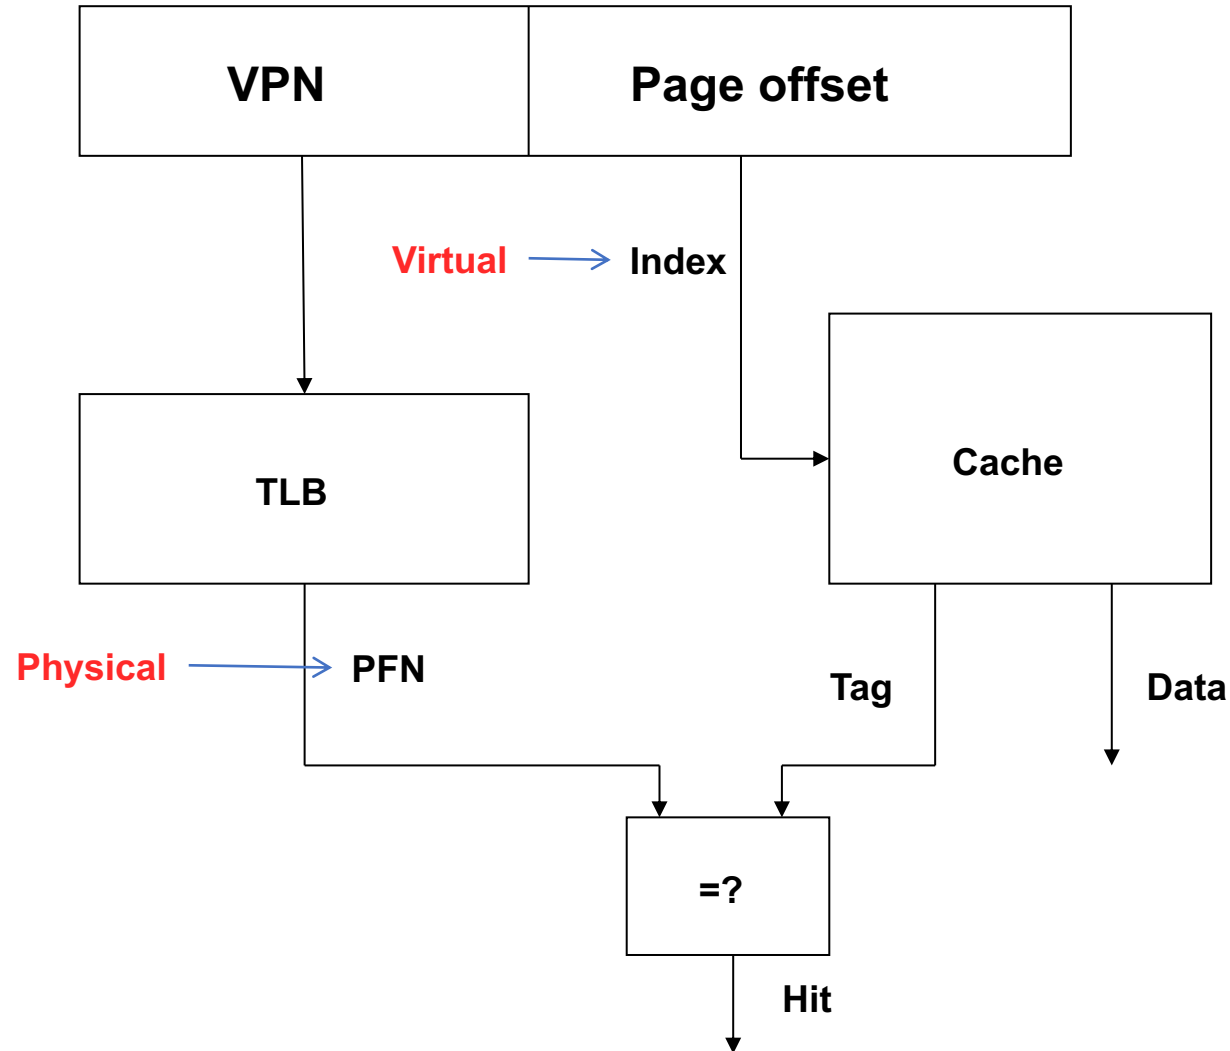 VPN
Page offset
Virtual
Index
Cache
TLB
Physical
PFN
Tag
Data
=?
Hit